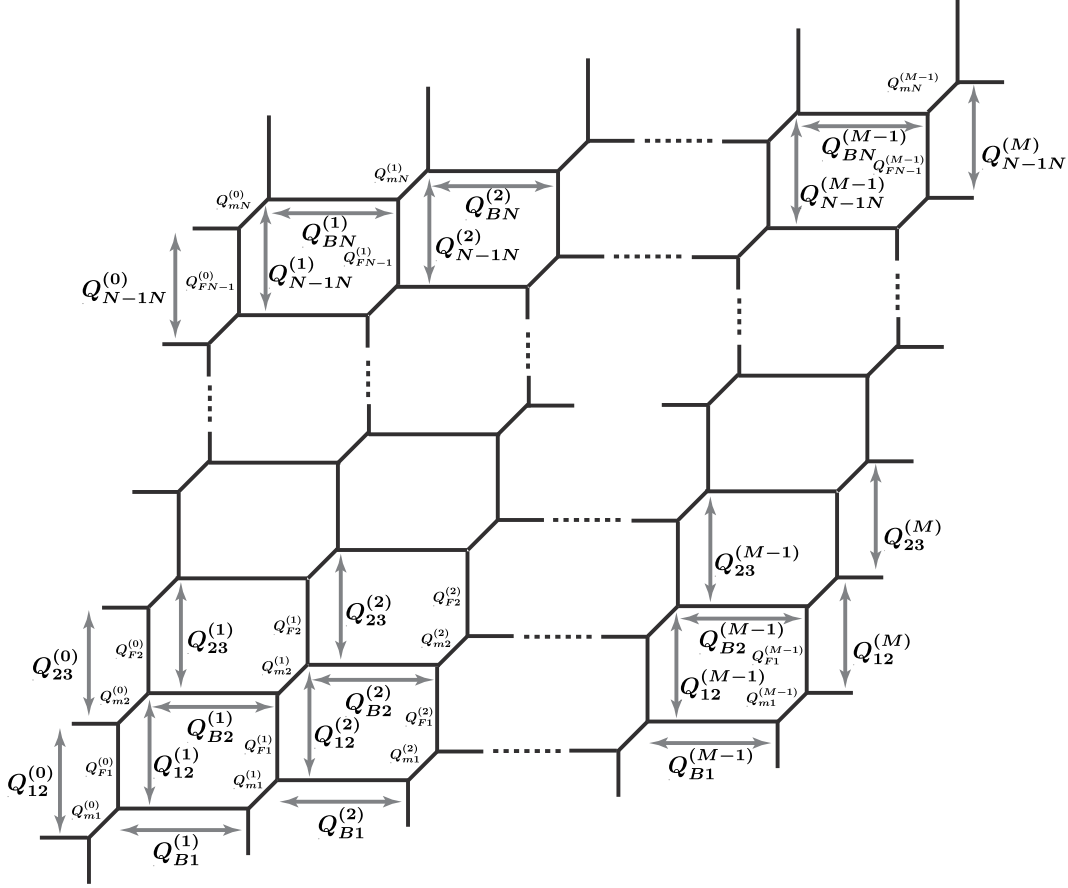 Q_{mN}^{(M-1)}
Q_{BN}^{(M-1)}
Q_{N-1N}^{(M)}
Q_{FN-1}^{(M-1)}
Q_{mN}^{(1)}
Q_{N-1N}^{(M-1)}
Q_{mN}^{(0)}
Q_{BN}^{(2)}
Q_{BN}^{(1)}
Q_{N-1N}^{(2)}
Q_{FN-1}^{(1)}
Q_{N-1N}^{(1)}
Q_{FN-1}^{(0)}
Q_{N-1N}^{(0)}
Q_{23}^{(M)}
Q_{23}^{(M-1)}
Q_{F2}^{(2)}
Q_{23}^{(2)}
Q_{F2}^{(1)}
Q_{23}^{(1)}
Q_{m2}^{(2)}
Q_{B2}^{(M-1)}
Q_{F2}^{(0)}
Q_{F1}^{(M-1)}
Q_{12}^{(M)}
Q_{23}^{(0)}
Q_{m2}^{(1)}
Q_{12}^{(M-1)}
Q_{m1}^{(M-1)}
Q_{m2}^{(0)}
Q_{B2}^{(2)}
Q_{F1}^{(2)}
Q_{B2}^{(1)}
Q_{12}^{(2)}
Q_{F1}^{(1)}
Q_{m1}^{(2)}
Q_{12}^{(1)}
Q_{F1}^{(0)}
Q_{B1}^{(M-1)}
Q_{12}^{(0)}
Q_{m1}^{(1)}
Q_{m1}^{(0)}
Q_{B1}^{(2)}
Q_{B1}^{(1)}